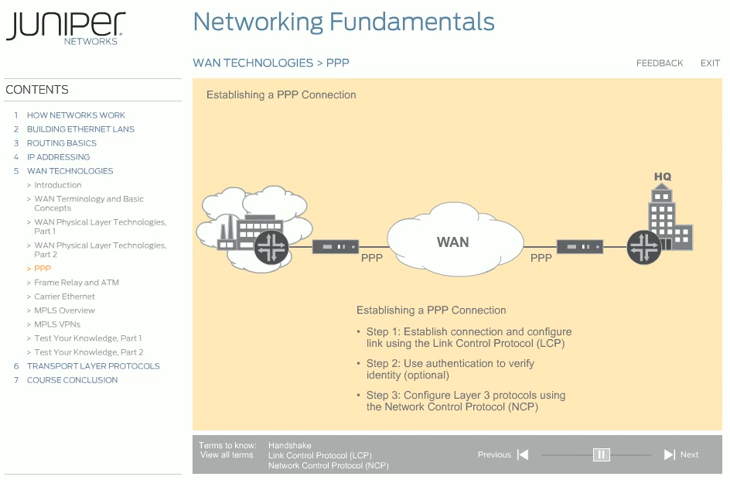 JUNIPER
NETWORKS
Networking Fundamentals
WAN TECHNOLOGIES > PPP
FEEDBACK EXIT
CONTENTS
1 HOW NETWORKS WORK
2 BUILDING ETHERNET LANS
3 ROUTING BASICS
4 IP ADDRESSING
5 WAN TECHNOLOGIES
> Introduction
> WAN Terminology and Basic
Concepts
> WAN Physical Layer Technologies,
Part 1
> WAN Physical Layer Technologies,
Part 2
> PPP
> Frame Relay and ATM
> Carrier Ethernet
> MPLS Overview
> MPLS VPNs
> Test Your Knowledge, Part 1
> Test Your Knowledge, Part 2
6 TRANSPORT LAYER PROTOCOLS
7 COURSE CONCLUSION
Establishing a PPP Connection
HQ
WAN
PPP
PPP
Establishing a PPP Connection
• Step 1: Establish connection and configure
link using the Link Control Protocol (LCP)
• Step 2: Use authentication to verify
identity (optional)
• Step 3: Configure Layer 3 protocols using
the Network Control Protocol (NCP)
Terms to know: Handshake
View all terms Link Control Protocol (LCP)
Network Control Protocol (NCP)
Previous
Next